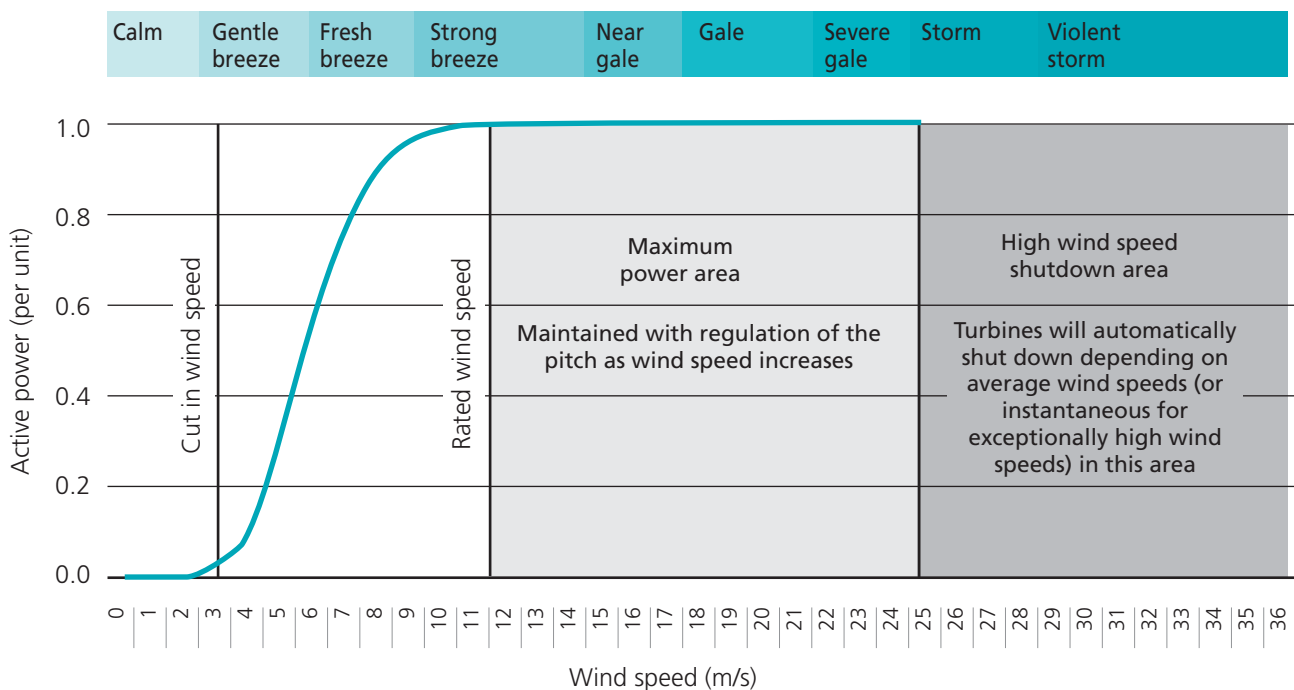 Calm
Gentle
breeze
Fresh
breeze
Strong
breeze
Near
gale
Gale
Severe
gale
Storm
Violent
storm
Active power (per unit)
1.0
0.8
0.6
0.4
0.2
0.0
Cut in wind speed
Rated wind speed
Maximum
power area
Maintained with regulation of the
pitch as wind speed increases
High wind speed
shutdown area
Turbines will automatically
shut down depending on
average wind speeds (or
instantaneous for
exceptionally high wind
speeds) in this area
0 1 2 3 4 5 6 7 8 9 10 11 12 13 14 15 16 17 18 19 20 21 22 23 24 25 26 27 28 29 30 31 32 33 34 35 36
Wind speed (m/s)